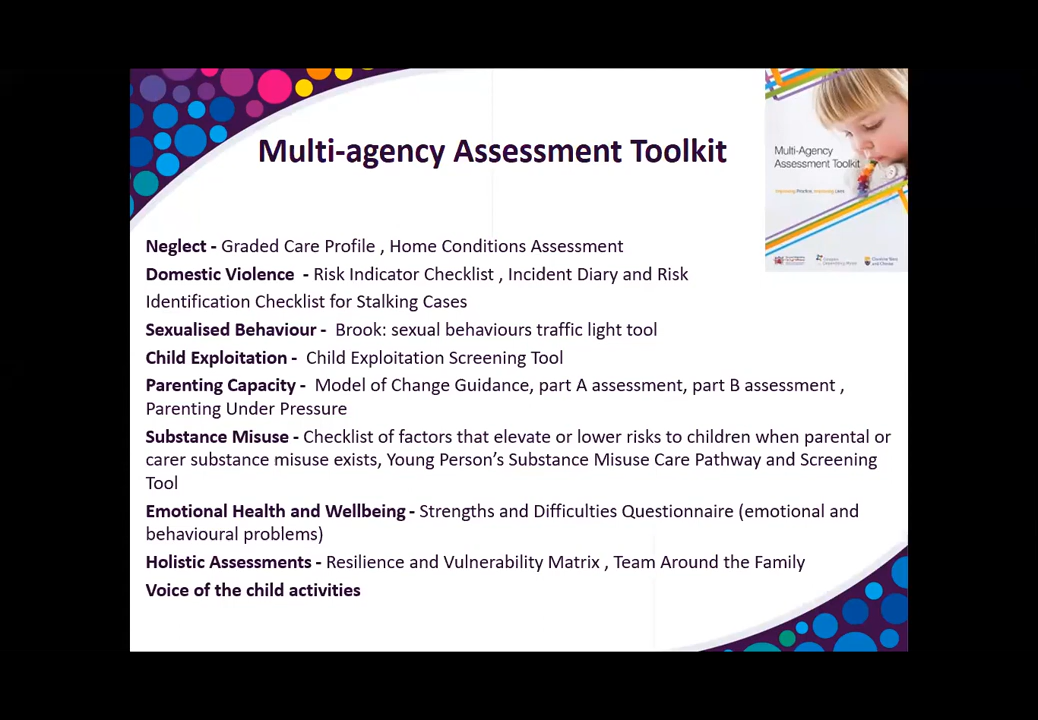 Multi-agency Assessment Toolkit
Multi-Agency
Assessment Toolkit
Improving Practice, Improving Lives
Neglect - Graded Care Profile , Home Conditions Assessment
Domestic Violence - Risk Indicator Checklist , Incident Diary and Risk
Identification Checklist for Stalking Cases
Sexualised Behaviour - Brook: sexual behaviours traffic light tool
Child Exploitation - Child Exploitation Screening Tool
Parenting Capacity - Model of Change Guidance, part A assessment, part B assessment ,
Parenting Under Pressure
Substance Misuse - Checklist of factors that elevate or lower risks to children when parental or
carer substance misuse exists, Young Person’s Substance Misuse Care Pathway and Screening
Tool
Emotional Health and Wellbeing - Strengths and Difficulties Questionnaire (emotional and
behavioural problems)
Holistic Assessments - Resilience and Vulnerability Matrix , Team Around the Family
Voice of the child activities